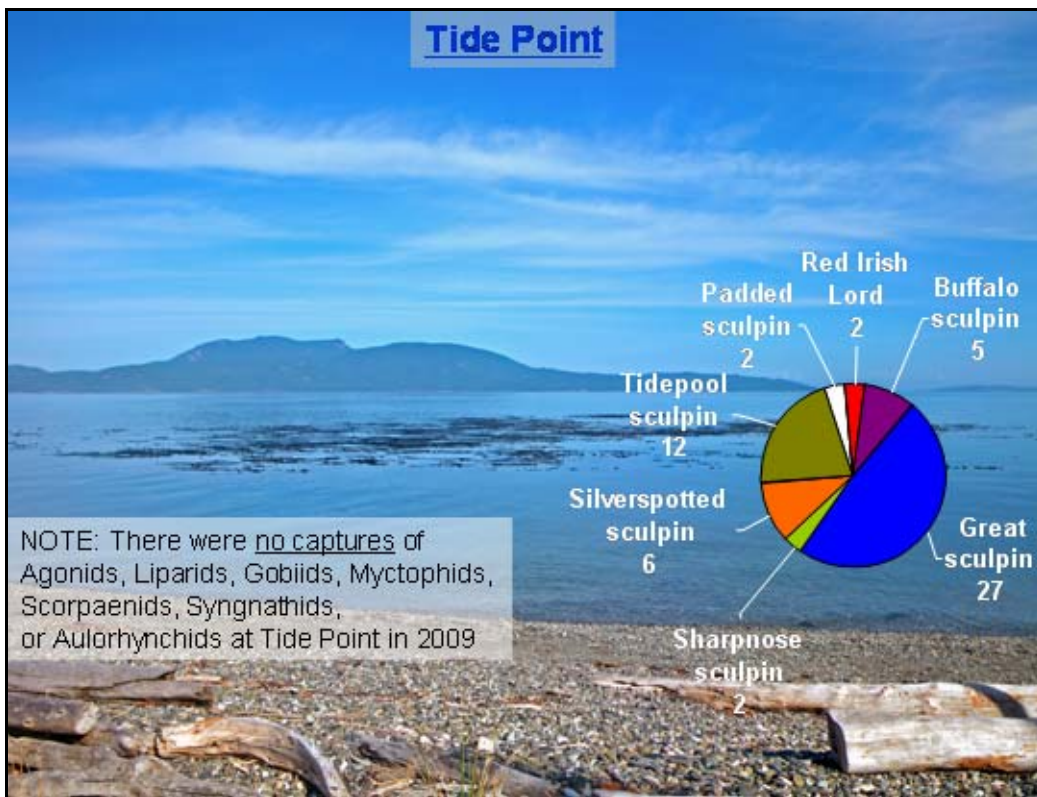 Tide Point
Red Irish
Lord
2
Padded
sculpin
2
Buffalo
sculpin
5
Tidepool
sculpin
12
Silverspotted
sculpin
6
Great
sculpin
27
Sharpnose
sculpin
2
NOTE: There were no captures of
Agonids, Liparids, Gobiids, Myctophids,
Scorpaenids, Syngnathids,
or Aulorhynchids at Tide Point in 2009